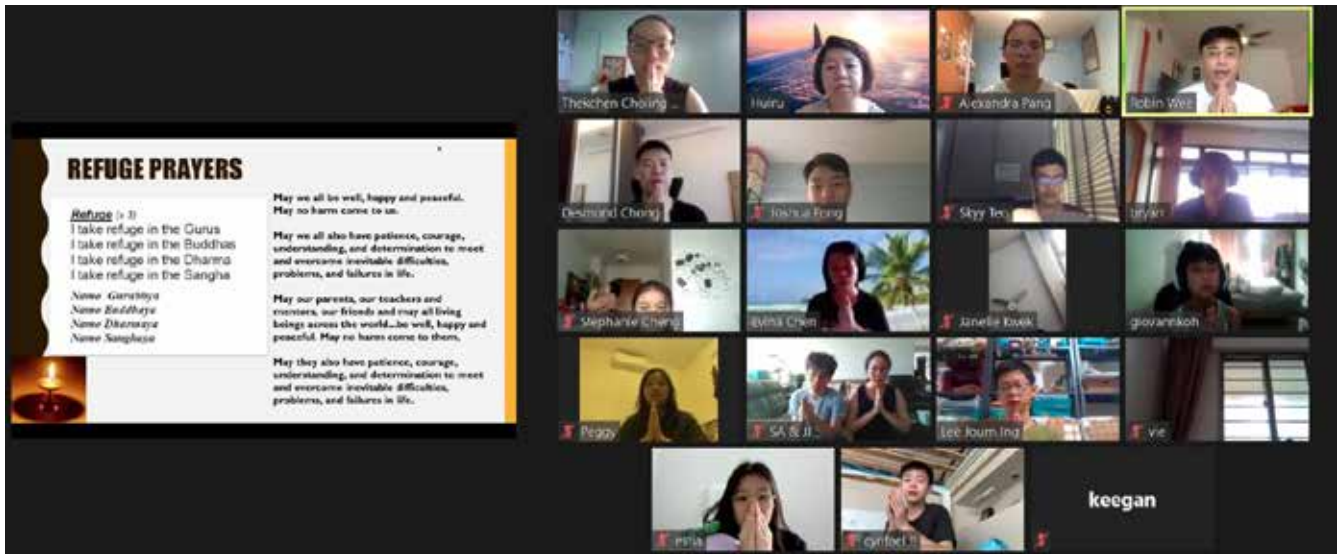 REFUGE PRAYERS
Refuge (x 3)
I take refuge in the Gurus
I take refuge in the Buddhas
I take refuge in the Dharma
I take refuge in the Sangha
Namo Gurubhya
Namo Buddhaya
Namo Dharmaya
Namo Sanghaya
May we all be well, happy and peaceful.
May no harm come to us.
May we all also have patience, courage,
understanding, and determination to meet
and overcome inevitable difficulties,
problems, and failures in life.
May our parents, our teachers and
mentors, our friends and may all living
beings across the world...be well, happy and
peaceful. May no harm come to them.
May they also have patience, courage,
understanding, and determination to meet
and overcome inevitable difficulties,
problems, and failures in life.
Thekchen Choling ...
Huiru
Alexandra Pang
Robin Wee
Desmond Chong
Joshua Fong
Skyy Teo
bryan
Stephanie Cheng
evina Chen
Janelle Kwek
giovannkoh
Peggy
SA & JI...
Lee Joum Ing
vie
keegan